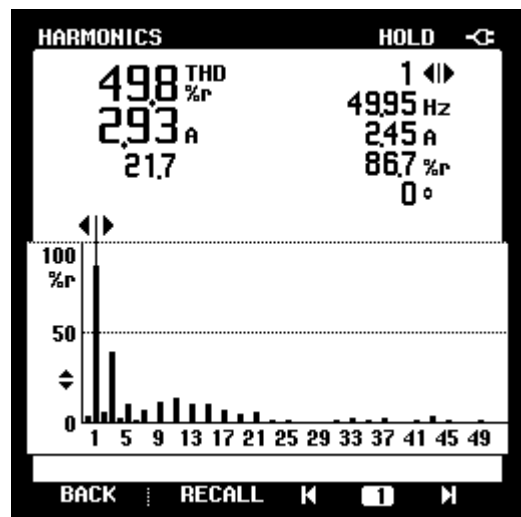 HARMONICS HOLD
49.8 THD %r
2.93 A
21.7
1
49.95 Hz
2.45 A
86.7 %r
0 °
100
%r
50
0
1 5 9 13 17 21 25 29 33 37 41 45 49
BACK RECALL 1